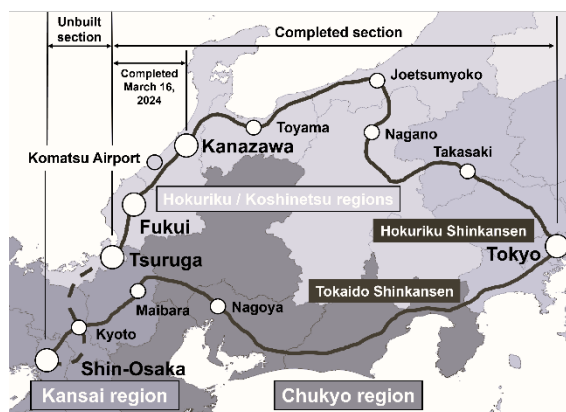 Unbuilt
section
Completed section
Completed
March 16,
2024
Joetsumyoko
Toyama
Nagano
Kanazawa
Komatsu Airport
Takasaki
Hokuriku / Koshinetsu regions
Fukui
Hokuriku Shinkansen
Tsuruga
Tokyo
Tokaido Shinkansen
Maibara
Nagoya
Kyoto
Shin-Osaka
Kansai region
Chukyo region